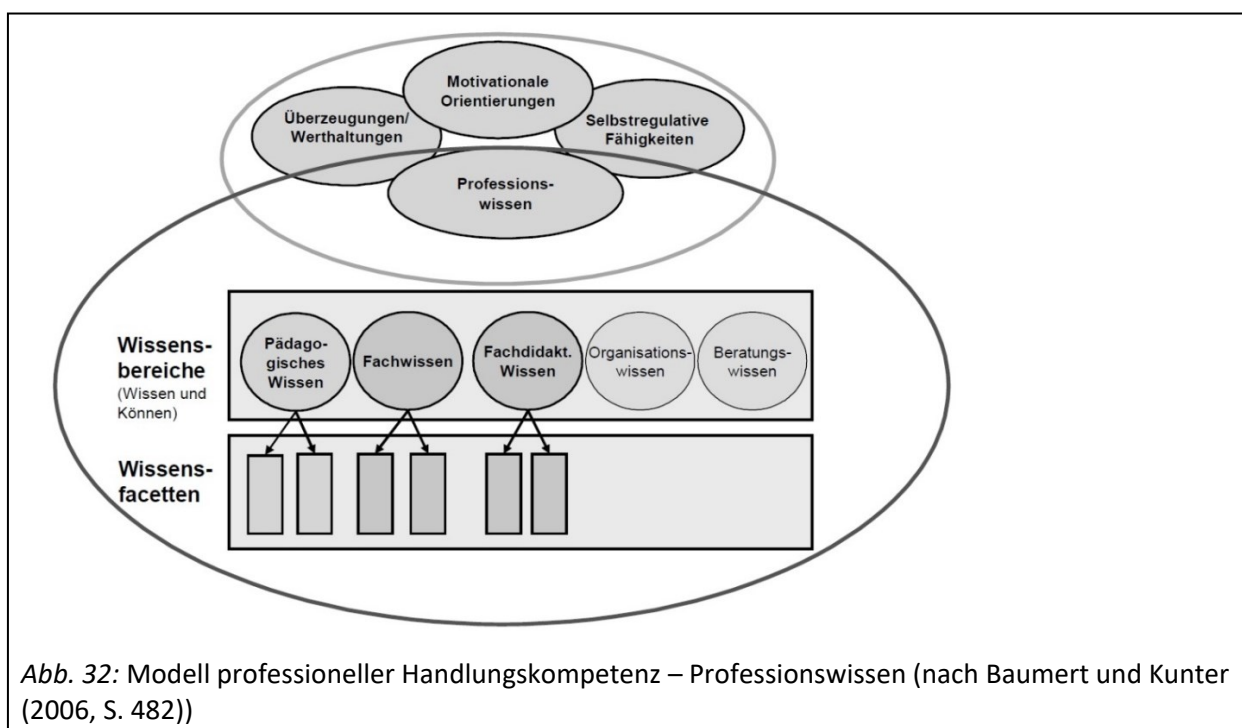 Motivationale
Orientierungen
Überzeugungen/
Werthaltungen
Selbstregulative
Fähigkeiten
Professions-
wissen
Wissens-
bereiche
(Wissen und
Können)
Pädago-
gisches
Wissen
Fachwissen
Fachdidakt.
Wissen
Organisations-
wissen
Beratungs-
wissen
Wissens-
facetten
Abb. 32: Modell professioneller Handlungskompetenz – Professionswissen (nach Baumert und Kunter
(2006, S. 482))